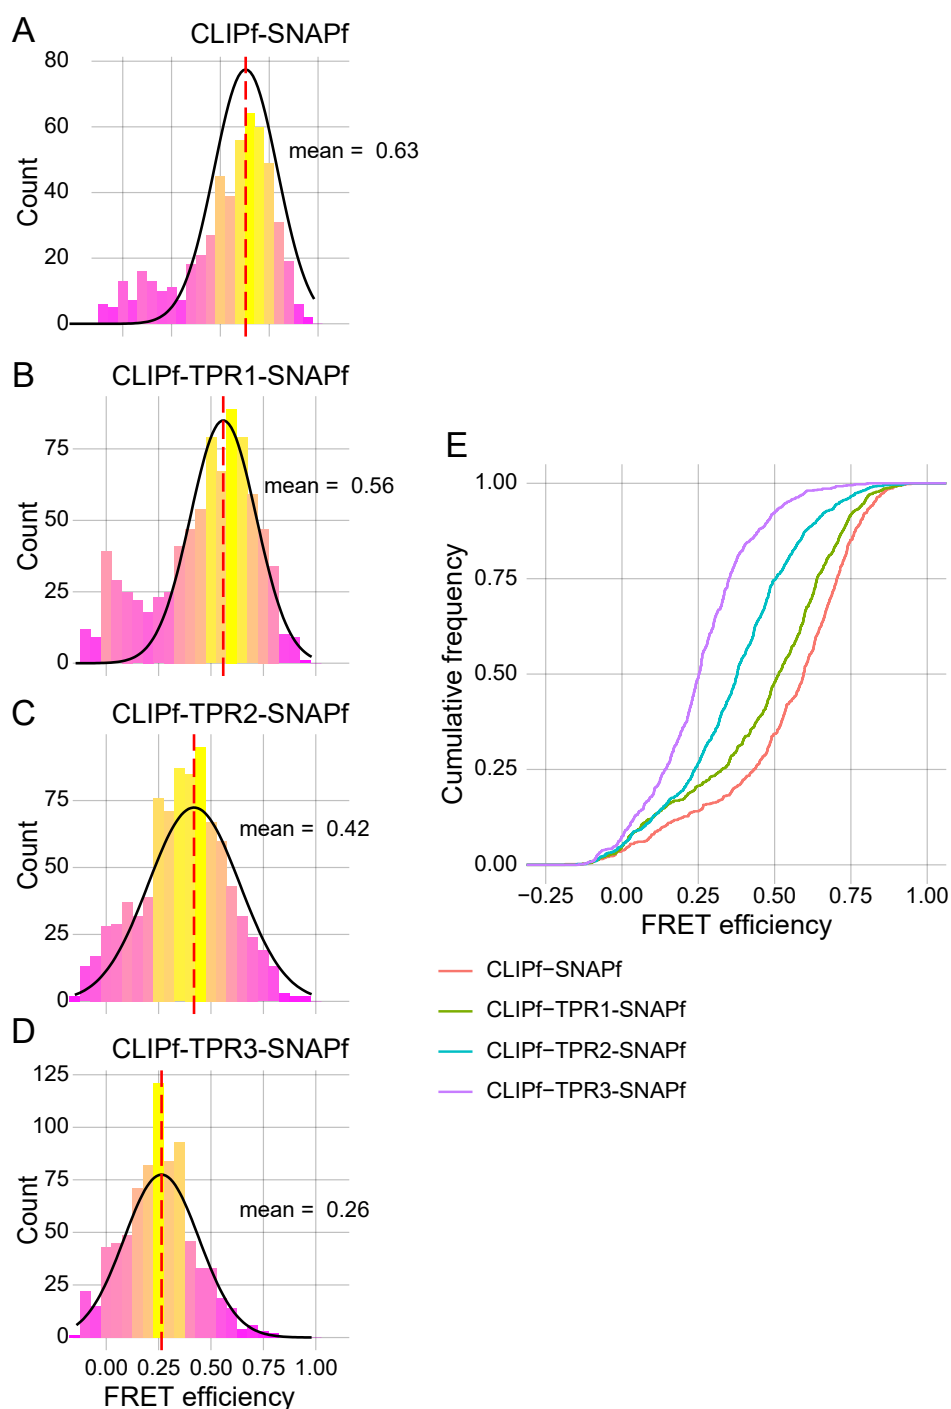 A
CLIPf-SNAPf
80
60
40
20
0
Count
mean = 0.63
B
CLIPf-TPR1-SNAPf
75
50
25
0
Count
mean = 0.56
C
CLIPf-TPR2-SNAPf
75
50
25
0
Count
mean = 0.42
D
CLIPf-TPR3-SNAPf
125
100
75
50
25
0
Count
mean = 0.26
0.00 0.25 0.50 0.75 1.00
FRET efficiency
E
1.00
0.75
0.50
0.25
0.00
Cumulative frequency
−0.25 0.00 0.25 0.50 0.75 1.00
FRET efficiency
CLIPf−SNAPf
CLIPf−TPR1-SNAPf
CLIPf−TPR2-SNAPf
CLIPf−TPR3-SNAPf